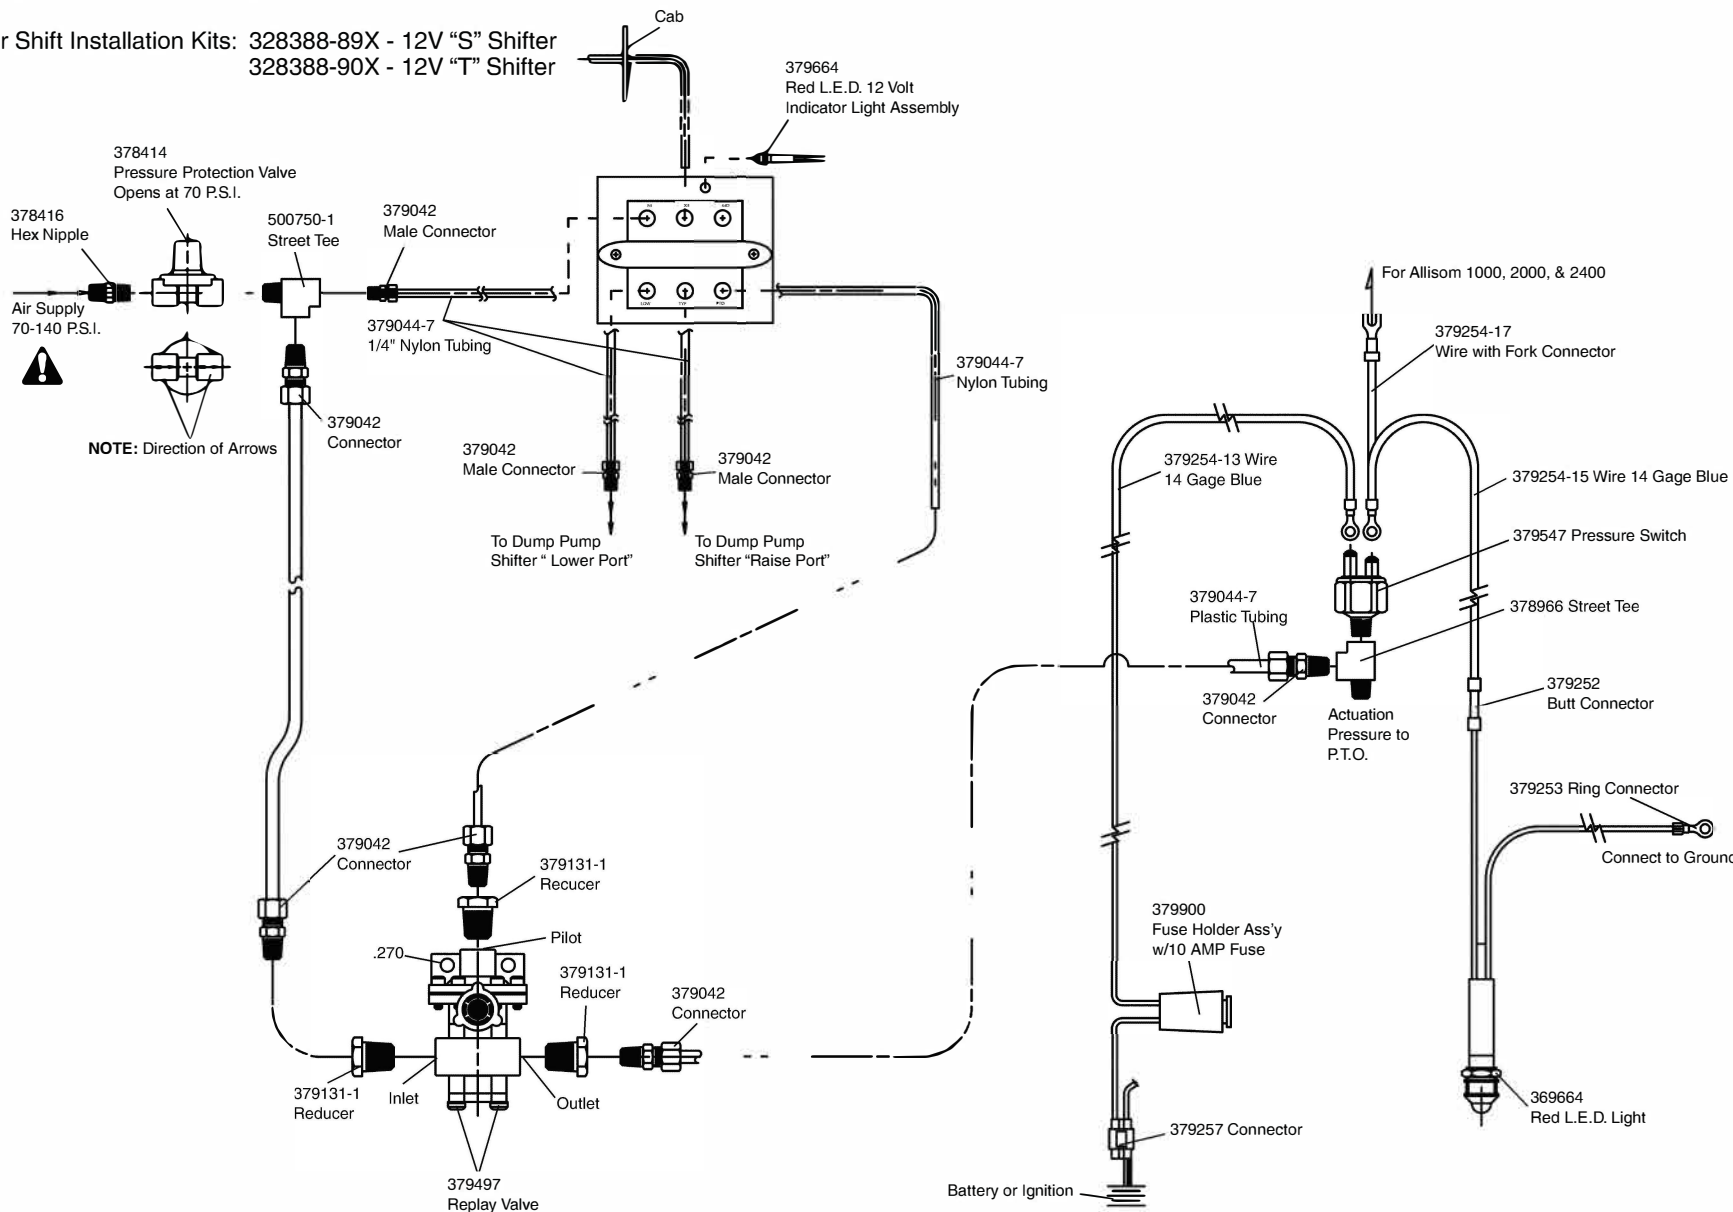 r Shift Installation Kits: 328388-89X - 12V “S” Shifter
328388-90X - 12V “T” Shifter
Cab
379664
Red L.E.D. 12 Volt
Indicator Light Assembly
378414
Pressure Protection Valve
Opens at 70 P.S.I.
378416
Hex Nipple
500750-1
Street Tee
379042
Male Connector
Air Supply
70-140 P.S.I.
379044-7
1/4" Nylon Tubing
LOW
PTO
NOTE: Direction of Arrows
379042
Connector
379042
Male Connector
379042
Male Connector
To Dump Pump
Shifter “ Lower Port”
To Dump Pump
Shifter “Raise Port”
379044-7
Nylon Tubing
For Allisom 1000, 2000, & 2400
379254-17
Wire with Fork Connector
379254-13 Wire
14 Gage Blue
379254-15 Wire 14 Gage Blue
379547 Pressure Switch
379044-7
Plastic Tubing
378966 Street Tee
379042
Connector
Actuation
Pressure to
P.T.O.
379252
Butt Connector
379253 Ring Connector
Connect to Ground
379042
Connector
379131-1
Recucer
Pilot
.270
379131-1
Reducer
379042
Connector
379900
Fuse Holder Ass’y
w/10 AMP Fuse
379131-1
Reducer
Inlet
Outlet
379497
Replay Valve
379257 Connector
Battery or Ignition
369664
Red L.E.D. Light